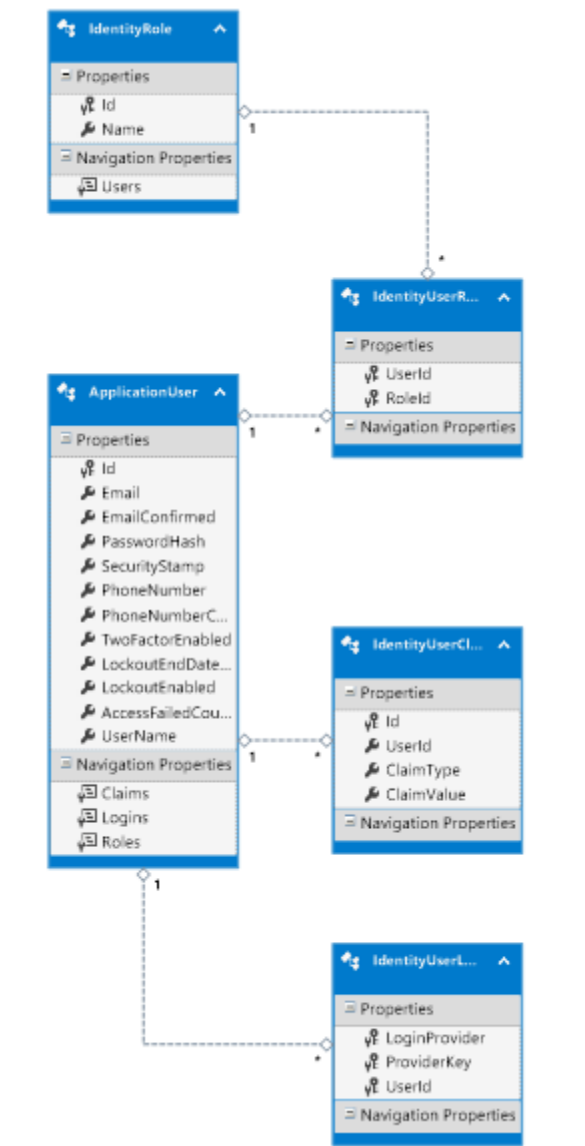 IdentityRole
Properties
Id
Name
Navigation Properties
Users
1
*
IdentityUserR...
Properties
UserId
RoleId
Navigation Properties
ApplicationUser
Properties
Id
Email
EmailConfirmed
PasswordHash
SecurityStamp
PhoneNumber
PhoneNumberC...
TwoFactorEnabled
LockoutEndDate...
LockoutEnabled
AccessFailedCou...
UserName
Navigation Properties
Claims
Logins
Roles
1
*
1
*
1
*
IdentityUserCl...
Properties
Id
UserId
ClaimType
ClaimValue
Navigation Properties
IdentityUserL...
Properties
LoginProvider
ProviderKey
UserId
Navigation Properties